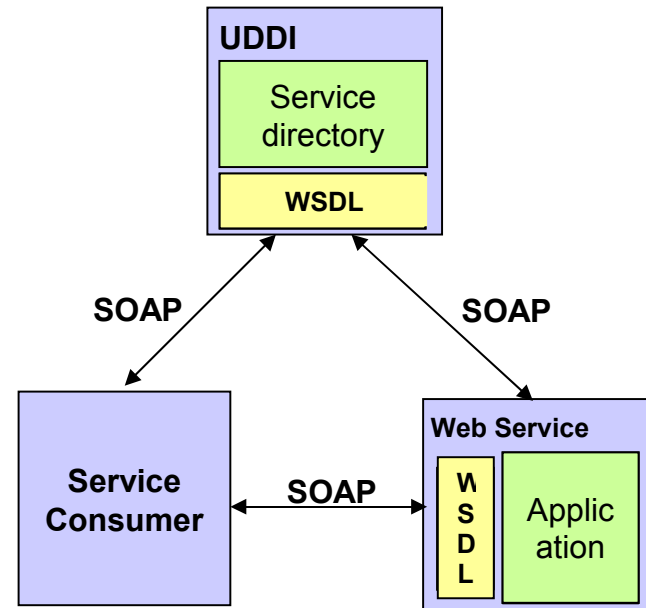 UDDI
Service
directory
WSDL
SOAP
SOAP
Service
Consumer
SOAP
Web Service
W
S
D
L
Applic
ation